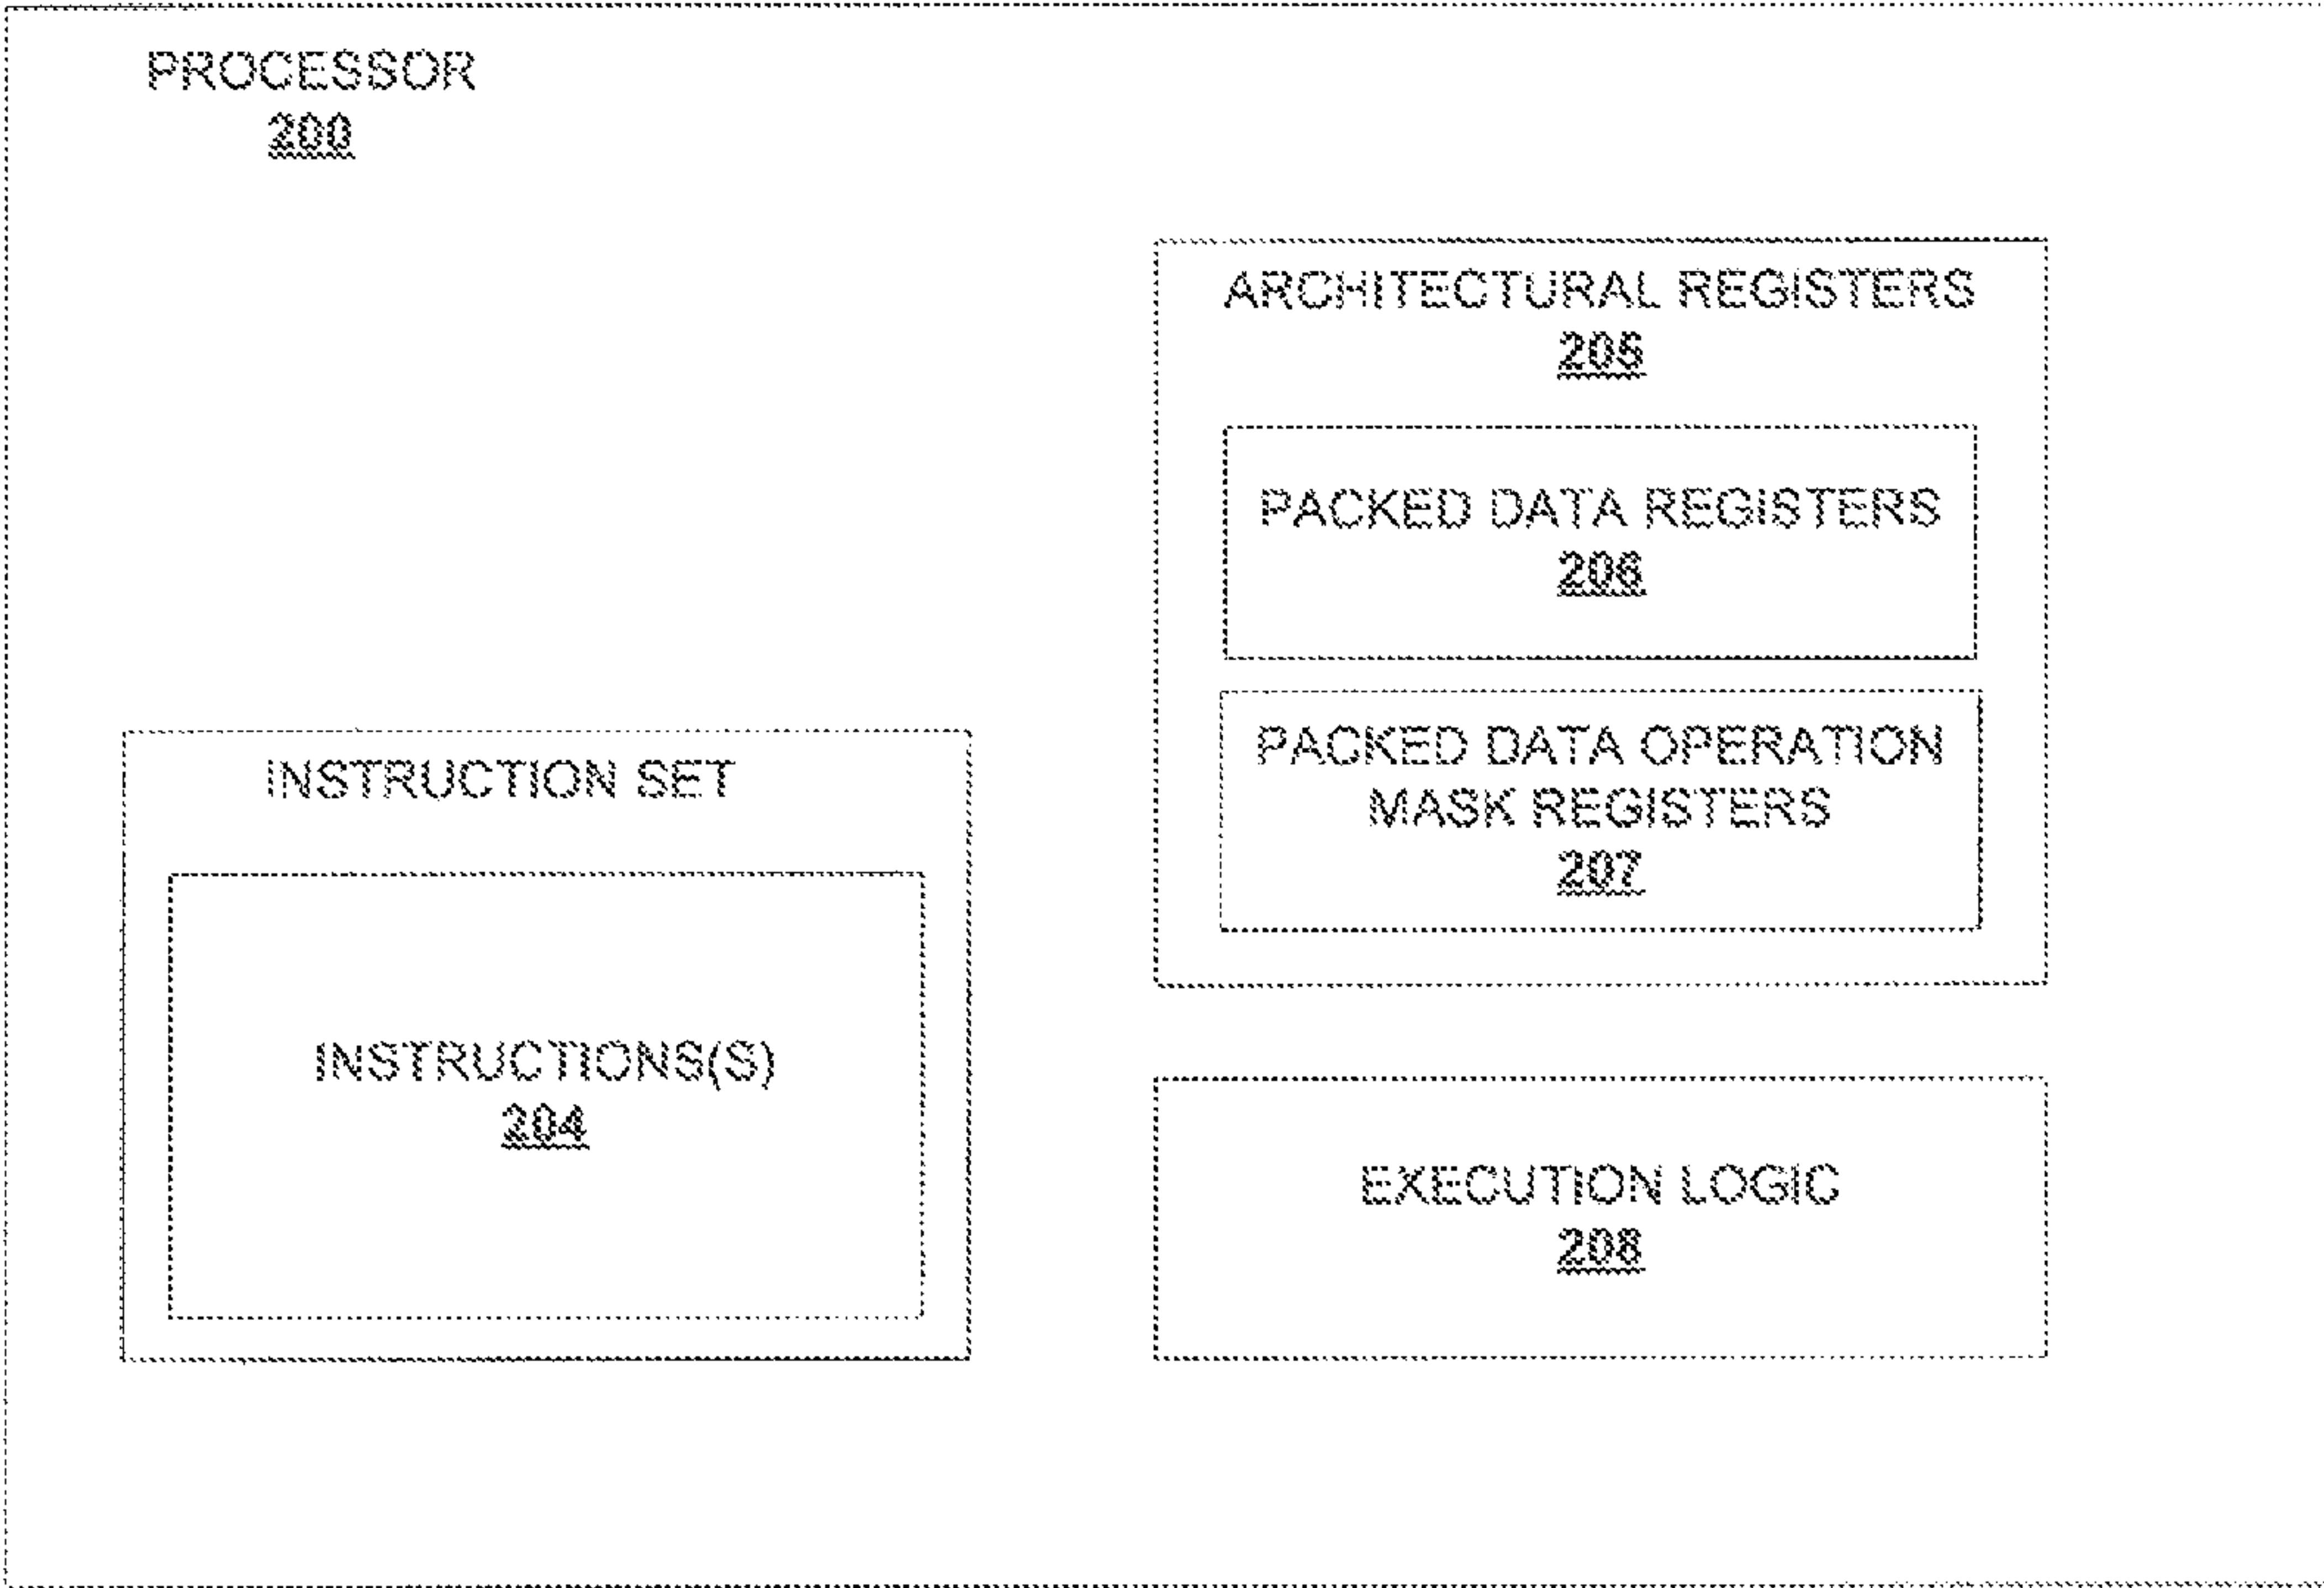 PROCESSOR
200
ARCHITECTURAL REGISTERS
205
PACKED DATA REGISTERS
206
PACKED DATA OPERATION
MASK REGISTERS
207
INSTRUCTION SET
INSTRUCTIONS(S)
204
EXECUTION LOGIC
208